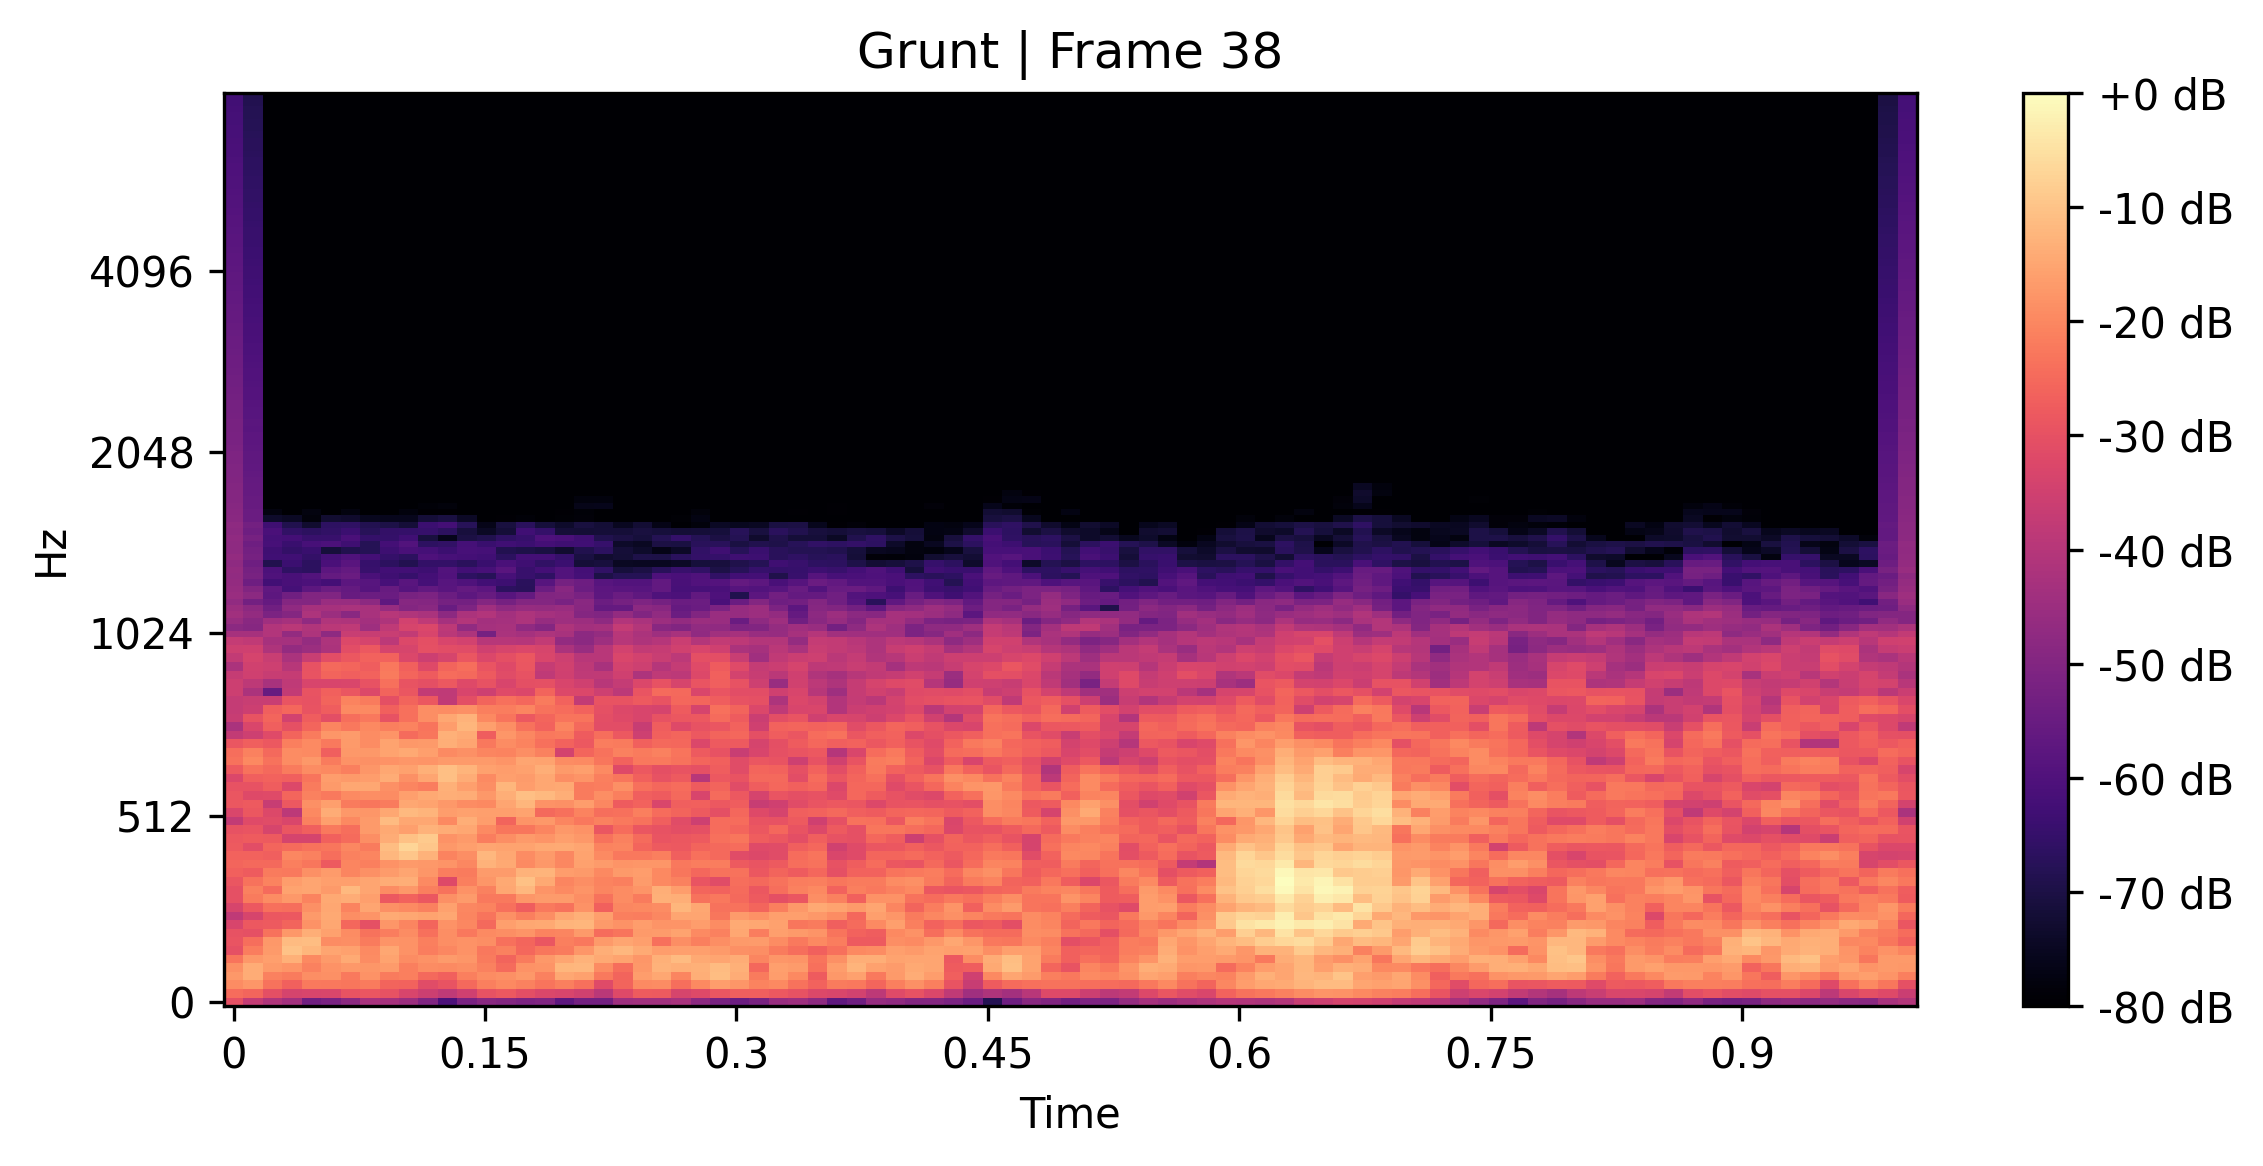 Grunt | Frame 38
Hz
4096
2048
1024
512
0
0 0.15 0.3 0.45 0.6 0.75 0.9
Time
+0 dB
-10 dB
-20 dB
-30 dB
-40 dB
-50 dB
-60 dB
-70 dB
-80 dB